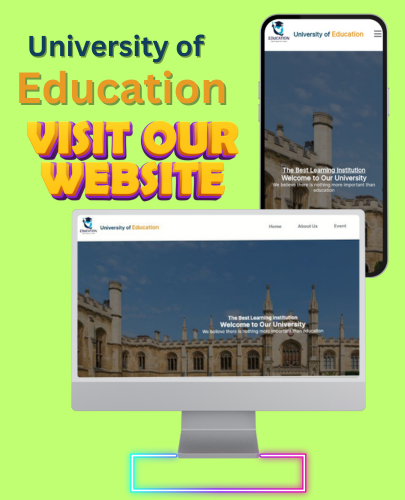 University of
Education
VISIT OUR
WEBSITE
EDUCATION
University of Education
The Best Learning Institution
Welcome to Our University
We believe there is nothing more important than
education
EDUCATION
University of Education
Home
About Us
Event
The Best Learning Institution
Welcome to Our University
We believe there is nothing more important than education